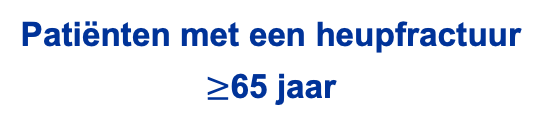 Patiënten met een heupfractuur
≥65 jaar